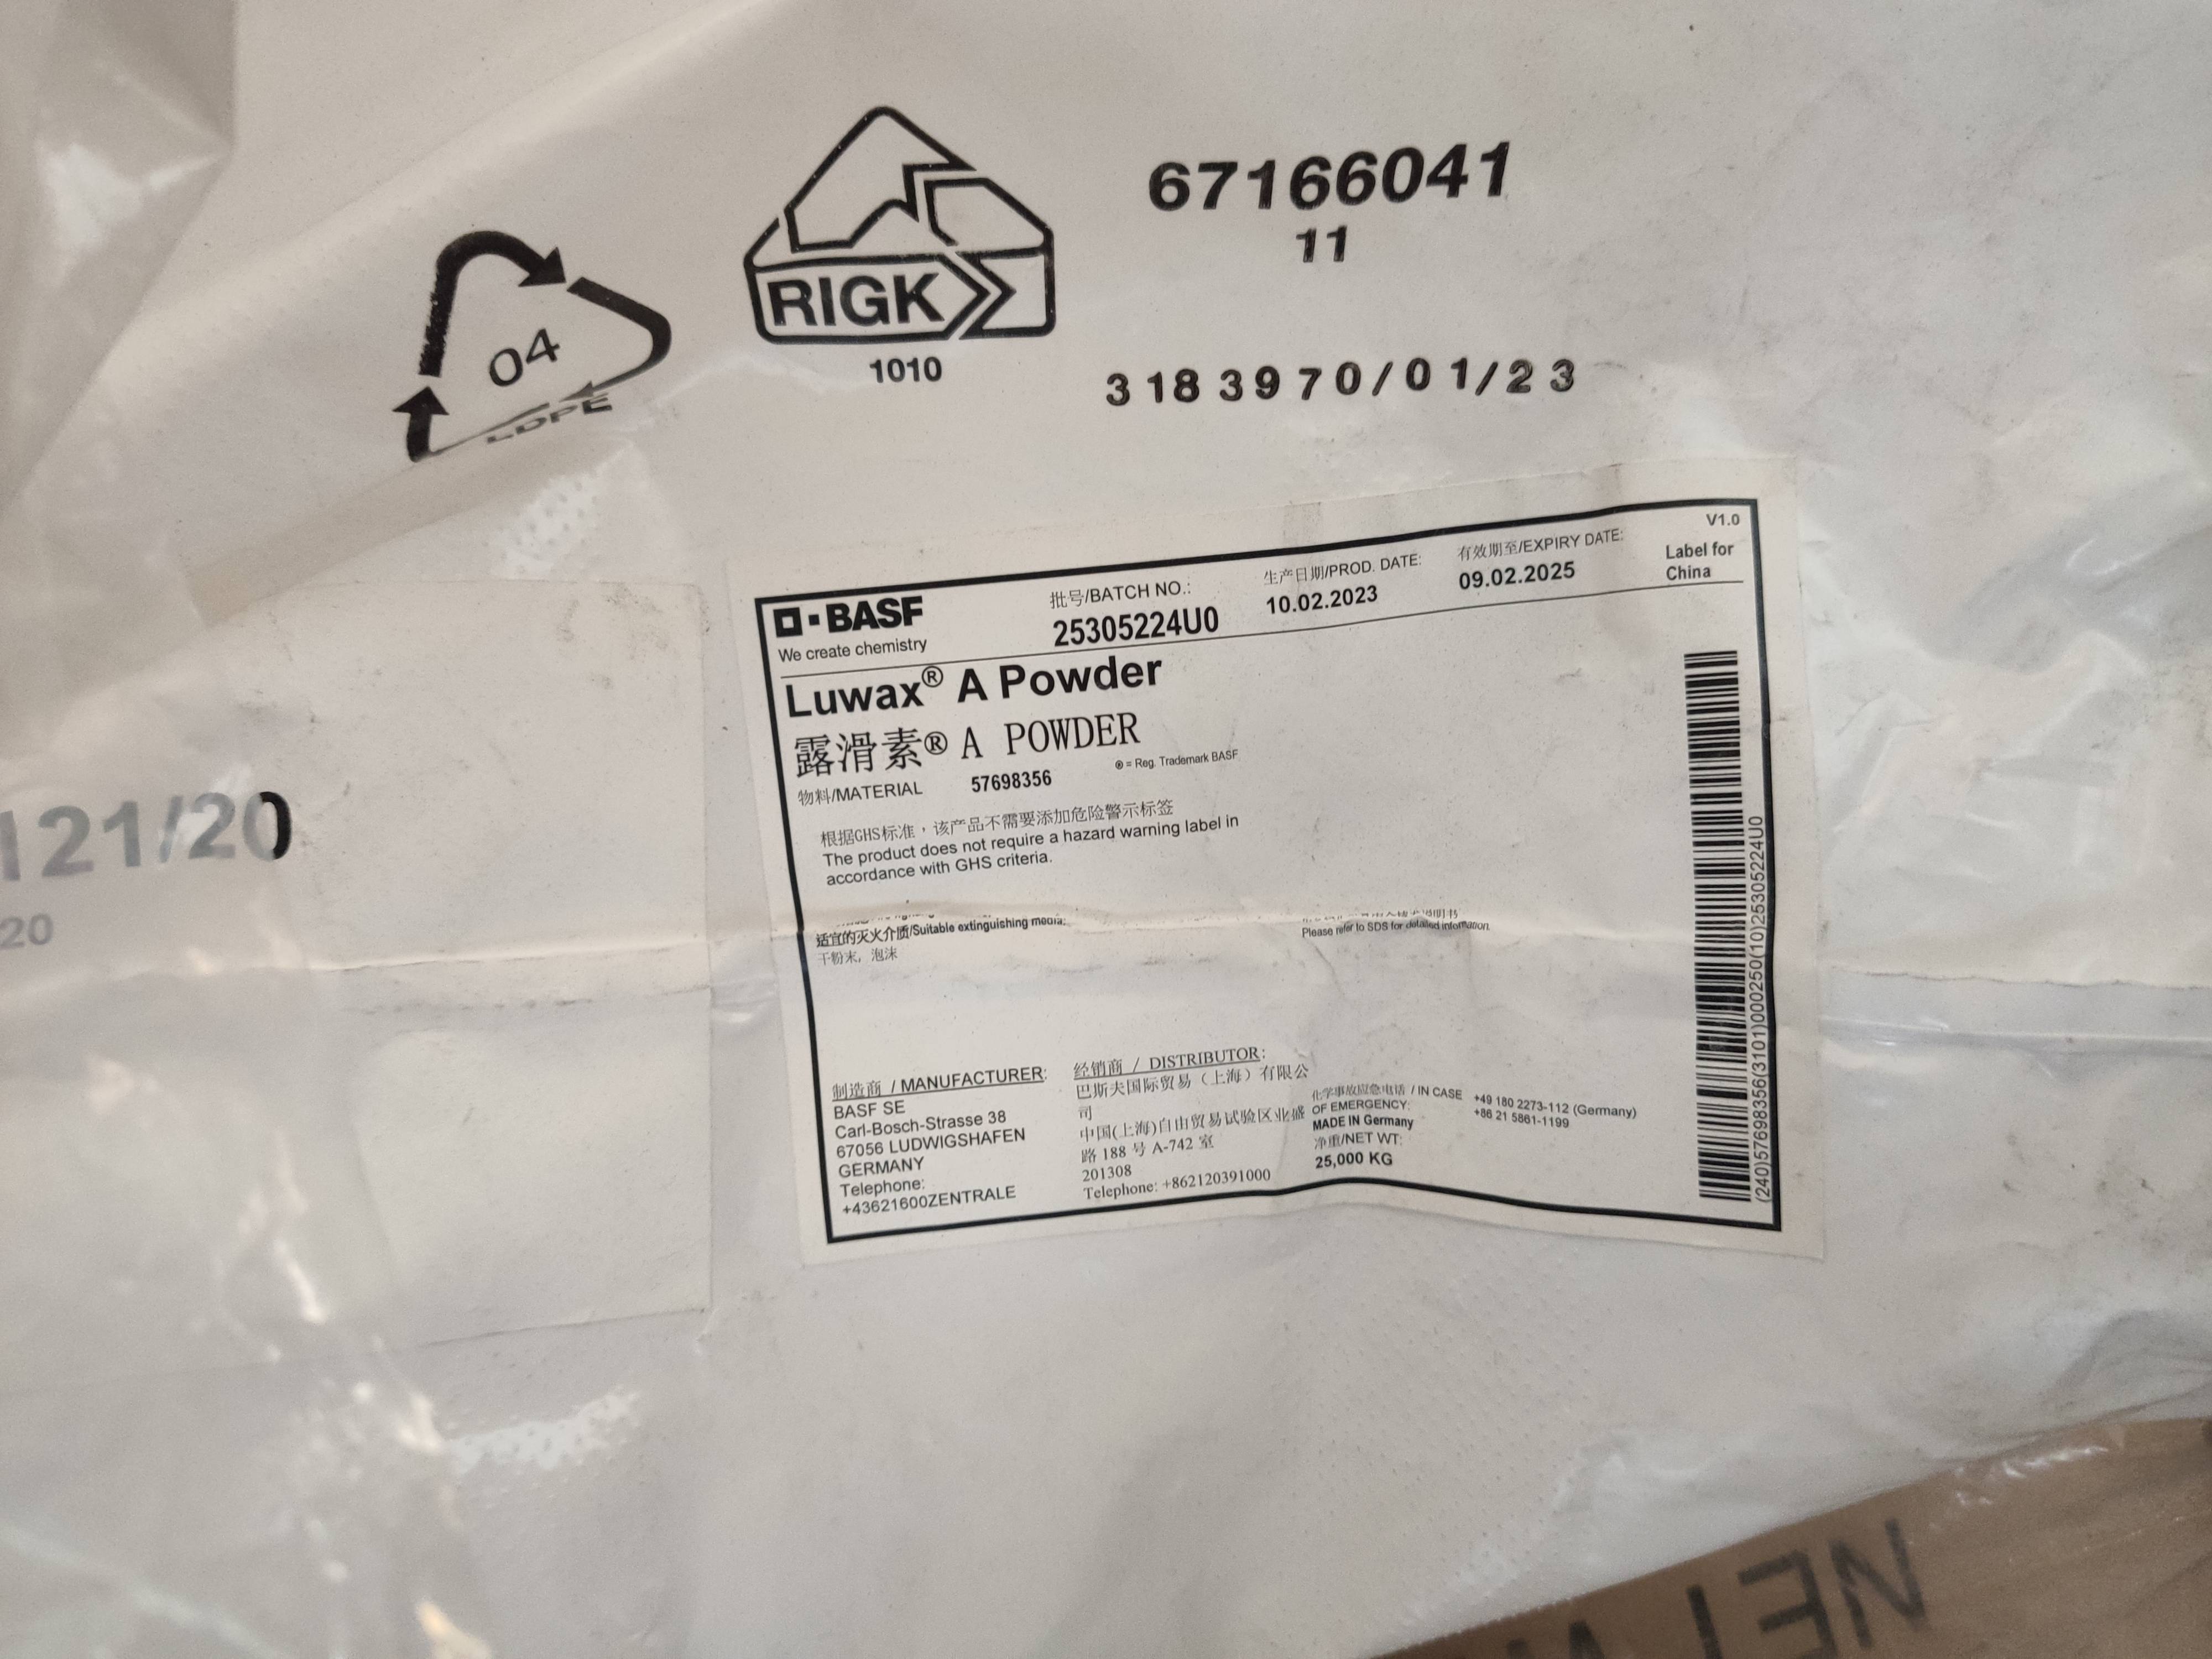 67166041
11
04
LDPE
RIGK
1010
3183970/01/23
V1.0
BASF
We create chemistry
批号/BATCH NO.:
25305224U0
生产日期/PROD. DATE:
10.02.2023
有效期至/EXPIRY DATE:
09.02.2025
Label for
China
Luwax® A Powder
露滑素® A POWDER
物料/MATERIAL 57698356
® = Reg. Trademark BASF
根据GHS标准，该产品不需要添加危险警示标签
The product does not require a hazard warning label in
accordance with GHS criteria.
适宜的灭火介质/Suitable extinguishing media:
干粉末, 泡沫
Please refer to SDS for detailed information.
制造商 / MANUFACTURER:
BASF SE
Carl-Bosch-Strasse 38
67056 LUDWIGSHAFEN
GERMANY
Telephone:
+43621600ZENTRALE
经销商 / DISTRIBUTOR:
巴斯夫国际贸易（上海）有限公
司
中国(上海)自由贸易试验区业盛
路 188 号 A-742 室
201308
Telephone: +862120391000
化学事故应急电话 / IN CASE
OF EMERGENCY:
+49 180 2273-112 (Germany)
+86 21 5861-1199
MADE IN Germany
净重/NET WT:
25,000 KG
(240)57698356(3101)000250(10)25305224U0
121/20
20
NET